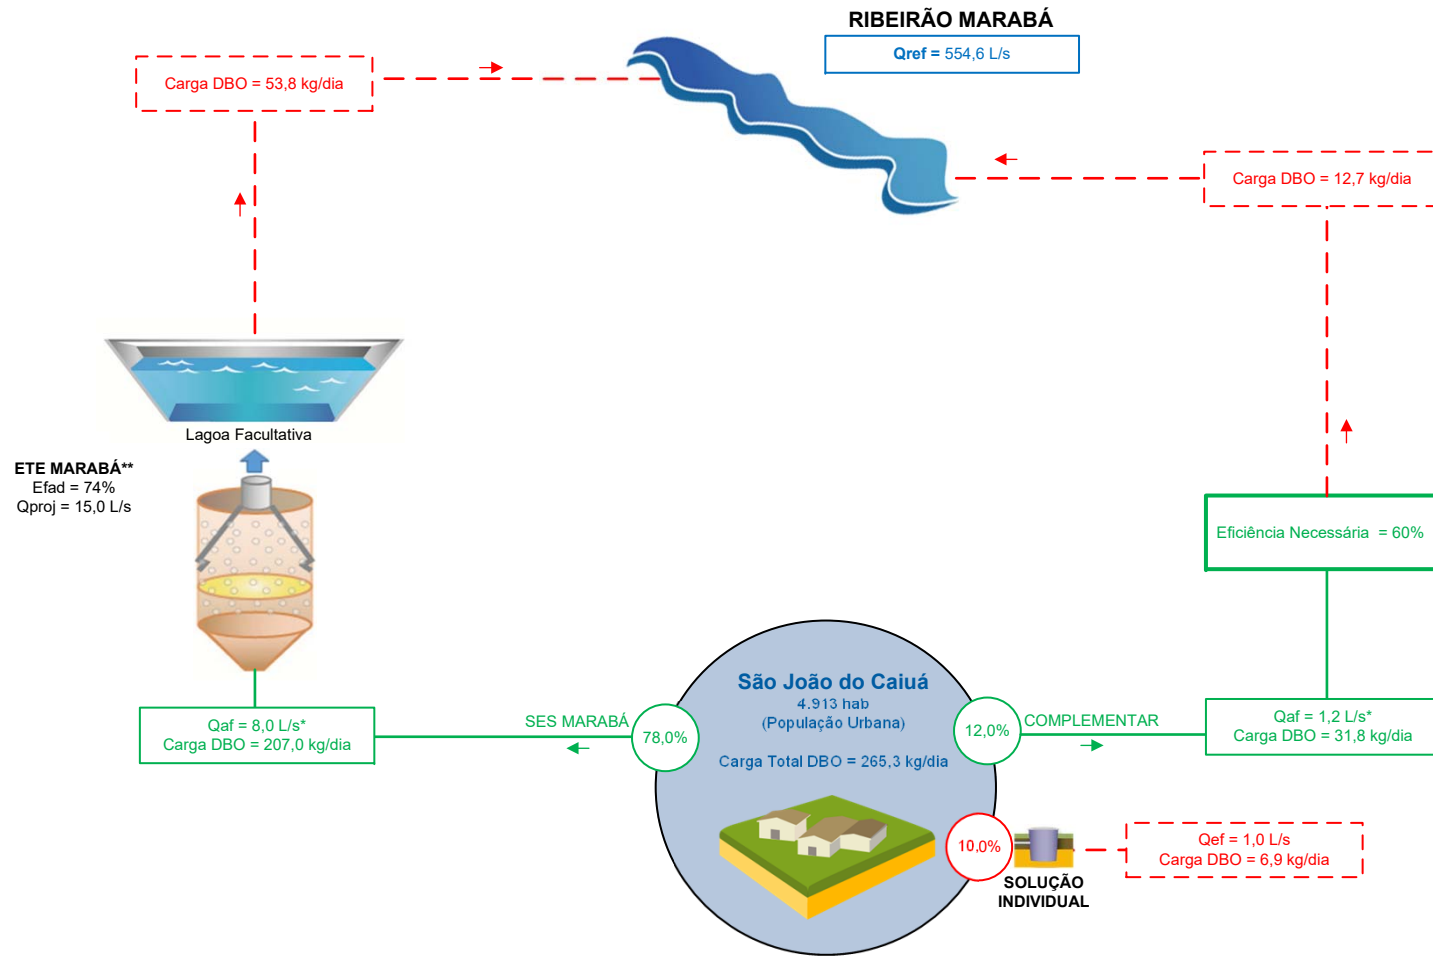 RIBEIRÃO MARABÁ
Qref = 554,6 L/s
Carga DBO = 53,8 kg/dia
Carga DBO = 12,7 kg/dia
Lagoa Facultativa
ETE MARABÁ**
Efad = 74%
Qproj = 15,0 L/s
Eficiência Necessária = 60%
São João do Caiuá
4.913 hab
(População Urbana)
Carga Total DBO = 265,3 kg/dia
Qaf = 8,0 L/s*
Carga DBO = 207,0 kg/dia
SES MARABÁ
78,0%
12,0%
COMPLEMENTAR
Qaf = 1,2 L/s*
Carga DBO = 31,8 kg/dia
10,0%
SOLUÇÃO
INDIVIDUAL
Qef = 1,0 L/s
Carga DBO = 6,9 kg/dia